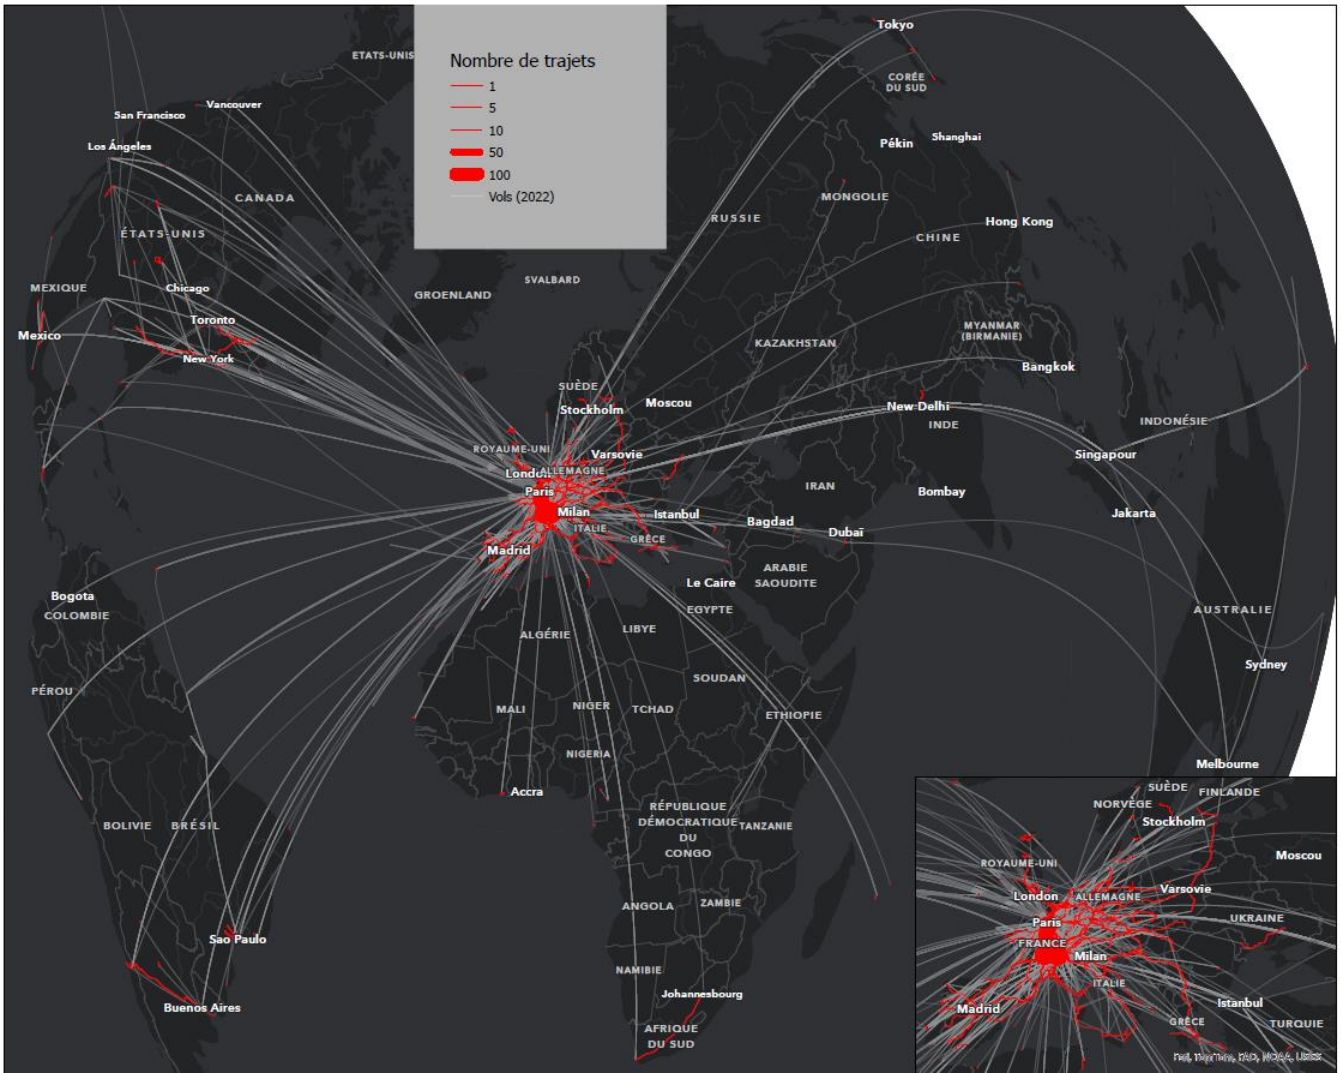 Nombre de trajets
1
5
10
50
100
Vols (2022)
ETATS-UNIS
Tokyo
CORÉE
DU SUD
Vancouver
San Francisco
Los Ángeles
Pékin
Shanghai
CANADA
MONGOLIE
RUSSIE
Hong Kong
CHINE
ÉTATS-UNIS
SVALBARD
MEXIQUE
Chicago
GROENLAND
Toronto
Mexico
New York
MYANMAR
(BIRMANIE)
KAZAKHSTAN
Bangkok
SUÈDE
Stockholm
Moscou
New Delhi
INDE
INDONÉSIE
ROYAUME-UNI
Varsovie
Singapour
London
ALLEMAGNE
Paris
IRAN
Bombay
Milan
Istanbul
Bagdad
Jakarta
ITALIE
GRÈCE
Dubaï
Madrid
ARABIE
SAOUDITE
Le Caire
Bogota
COLOMBIE
EGYPTE
AUSTRALIE
ALGÉRIE
LIBYE
Sydney
PÉROU
SOUDAN
MALI
NIGER
TCHAD
ETHIOPIE
NIGERIA
Melbourne
Accra
RÉPUBLIQUE
DÉMOCRATIQUE
DU
CONGO
TANZANIE
BOLIVIE
BRÉSIL
ANGOLA
ZAMBIE
Sao Paulo
NAMIBIE
Johannesbourg
Buenos Aires
AFRIQUE
DU SUD
SUÈDE
FINLANDE
NORVÈGE
Stockholm
Moscou
ROYAUME-UNI
Varsovie
London
ALLEMAGNE
Paris
UKRAINE
FRANCE
Milan
ITALIE
Istanbul
Madrid
GRÈCE
TURQUIE
NOAA, USGS